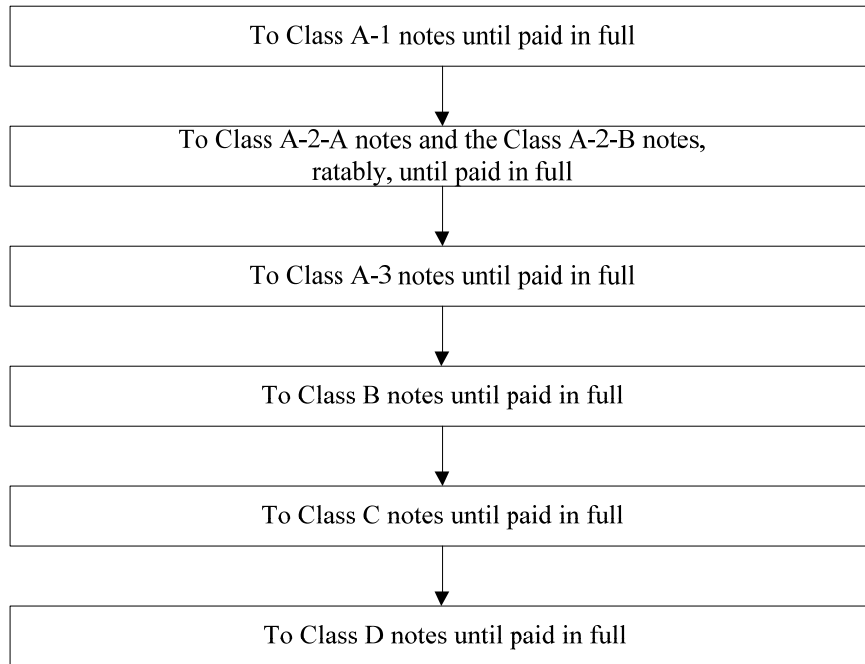 To Class A-1 notes until paid in full
To Class A-2-A notes and the Class A-2-B notes,
ratably, until paid in full
To Class A-3 notes until paid in full
To Class B notes until paid in full
To Class C notes until paid in full
To Class D notes until paid in full